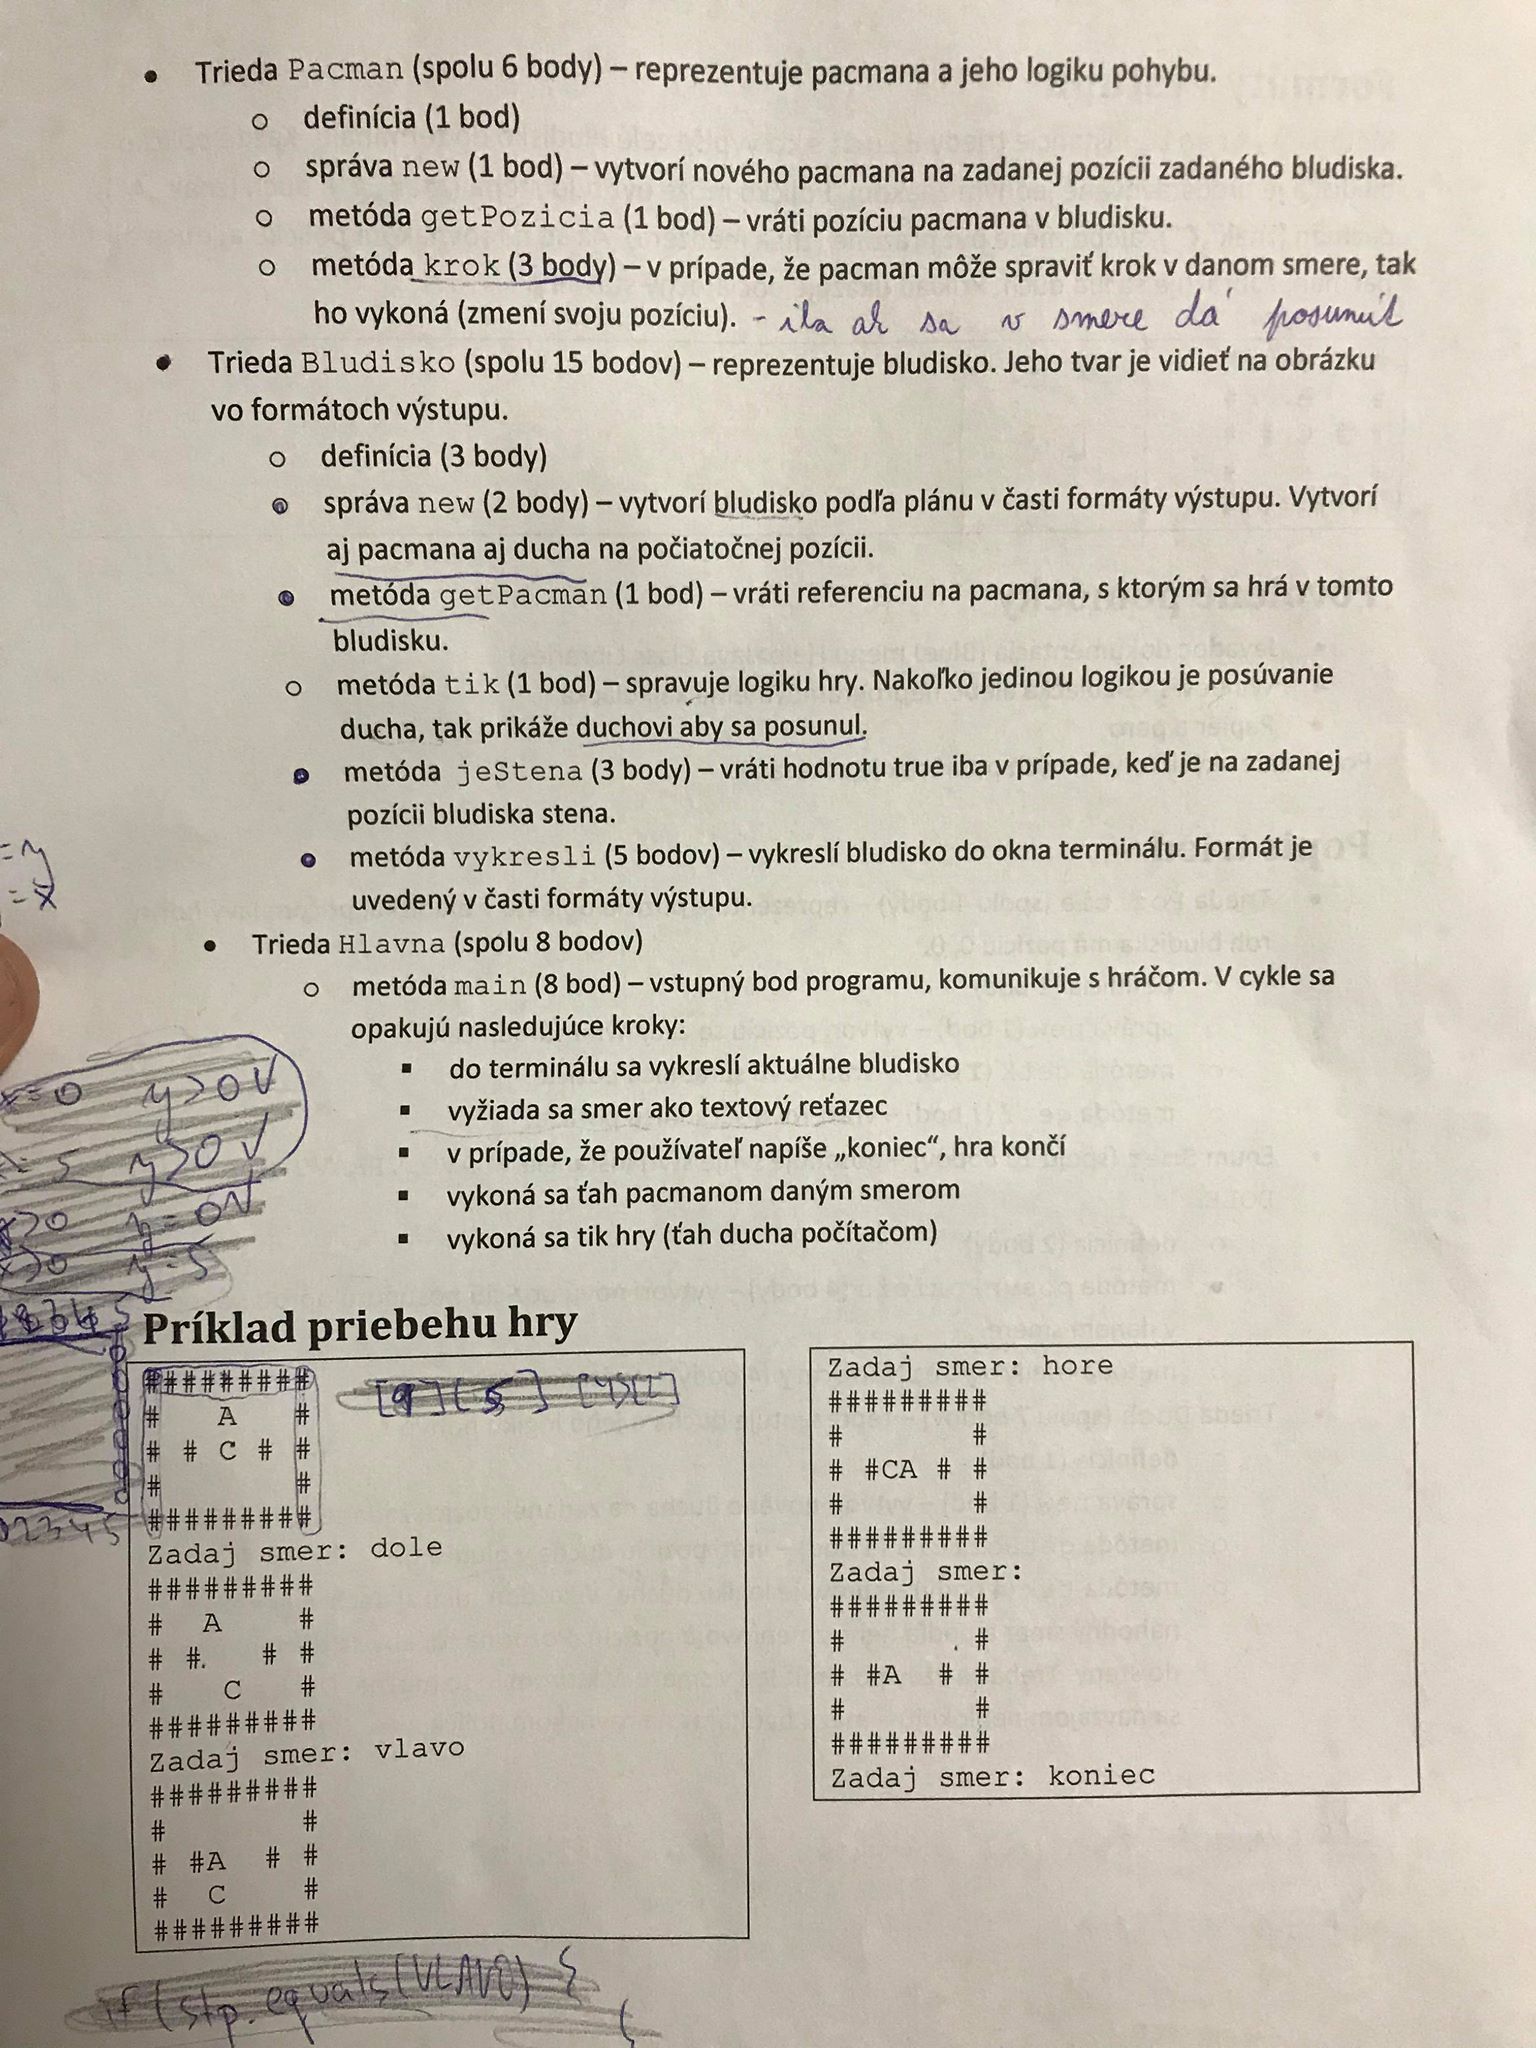 • Trieda Pacman (spolu 6 body) – reprezentuje pacmana a jeho logiku pohybu.
o definícia (1 bod)
o správa new (1 bod) – vytvorí nového pacmana na zadanej pozícii zadaného bludiska.
o metóda getPozicia (1 bod) – vráti pozíciu pacmana v bludisku.
o metóda krok (3 body) – v prípade, že pacman môže spraviť krok v danom smere, tak
ho vykoná (zmení svoju pozíciu). - iba ak sa v smere dá posunúť
• Trieda Bludisko (spolu 15 bodov) – reprezentuje bludisko. Jeho tvar je vidieť na obrázku
vo formátoch výstupu.
o definícia (3 body)
o správa new (2 body) – vytvorí bludisko podľa plánu v časti formáty výstupu. Vytvorí
aj pacmana aj ducha na počiatočnej pozícii.
o metóda getPacman (1 bod) – vráti referenciu na pacmana, s ktorým sa hrá v tomto
bludisku.
o metóda tik (1 bod) – spravuje logiku hry. Nakoľko jedinou logikou je posúvanie
ducha, tak prikáže duchovi aby sa posunul.
o metóda jeStena (3 body) – vráti hodnotu true iba v prípade, keď je na zadanej
pozícii bludiska stena.
o metóda vykresli (5 bodov) – vykreslí bludisko do okna terminálu. Formát je
uvedený v časti formáty výstupu.
= y
= x
• Trieda Hlavna (spolu 8 bodov)
o metóda main (8 bod) – vstupný bod programu, komunikuje s hráčom. V cykle sa
opakujú nasledujúce kroky:
▪ do terminálu sa vykreslí aktuálne bludisko
▪ vyžiada sa smer ako textový reťazec
▪ v prípade, že používateľ napíše „koniec“, hra končí
▪ vykoná sa ťah pacmanom daným smerom
▪ vykoná sa tik hry (ťah ducha počítačom)
x=0 y>0 √
= 5 y>0 √
x>0 y=0 √
x>0 y=5
Príklad priebehu hry
#########
#   A   #
# # C # #
#       #
#########
02345
Zadaj smer: dole
#########
#  A    #
# #.  # #
#   C   #
#########
Zadaj smer: vlavo
#########
#       #
# #A  # #
#  C    #
#########
Zadaj smer: hore
#########
#       #
# #CA # #
#       #
#########
Zadaj smer:
#########
#       #
# #A  # #
#       #
#########
Zadaj smer: koniec
if (stp.equals(VLAVO) {